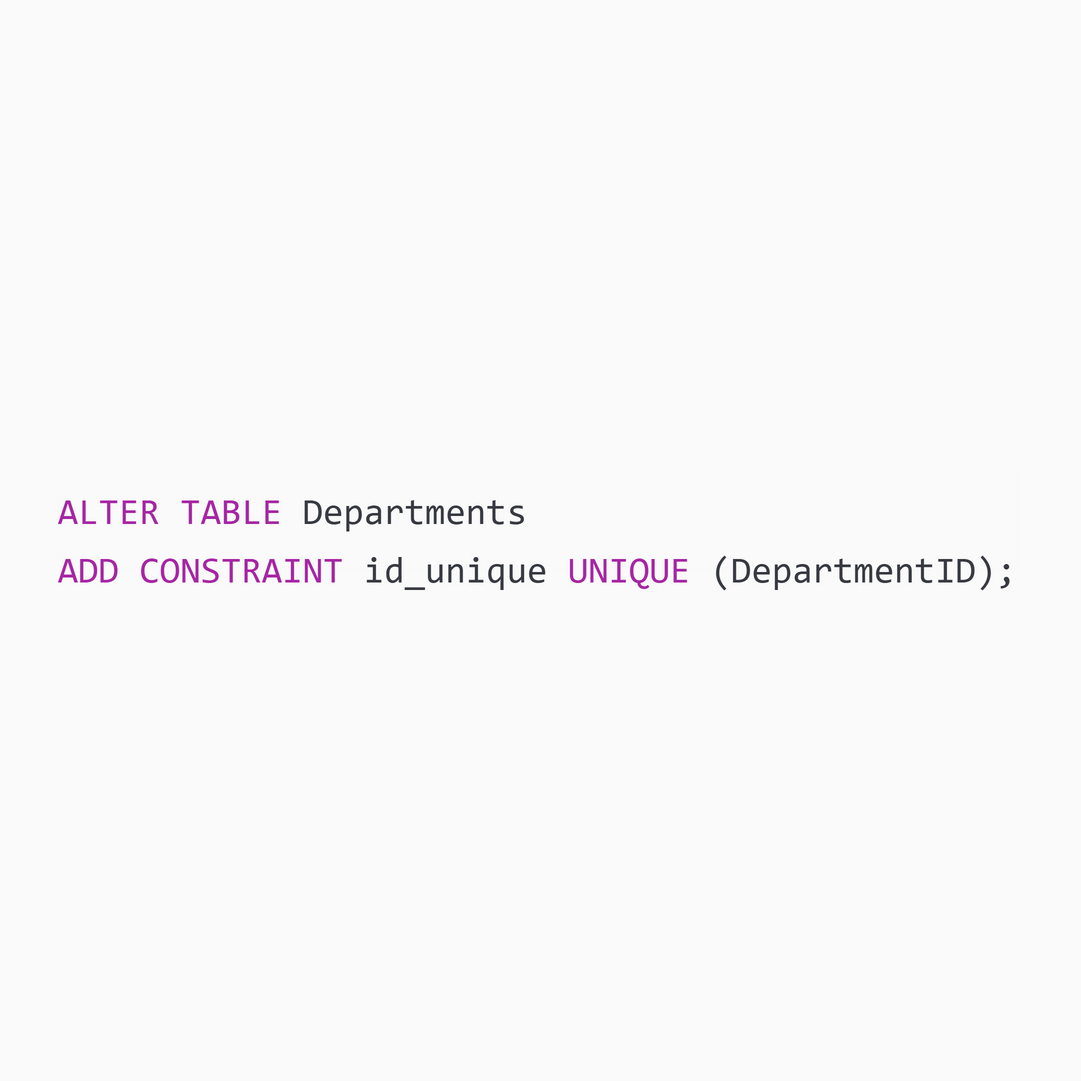 ALTER TABLE Departments
ADD CONSTRAINT id_unique UNIQUE (DepartmentID);